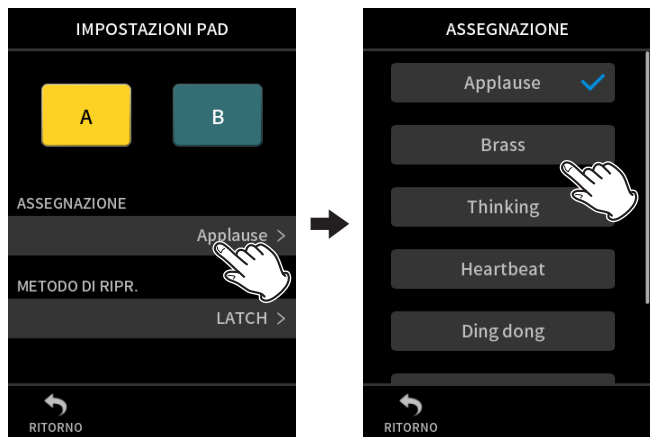 IMPOSTAZIONI PAD
A
B
ASSEGNAZIONE
Applause >
METODO DI RIPR.
LATCH >
RITORNO
ASSEGNAZIONE
Applause
Brass
Thinking
Heartbeat
Ding dong
RITORNO